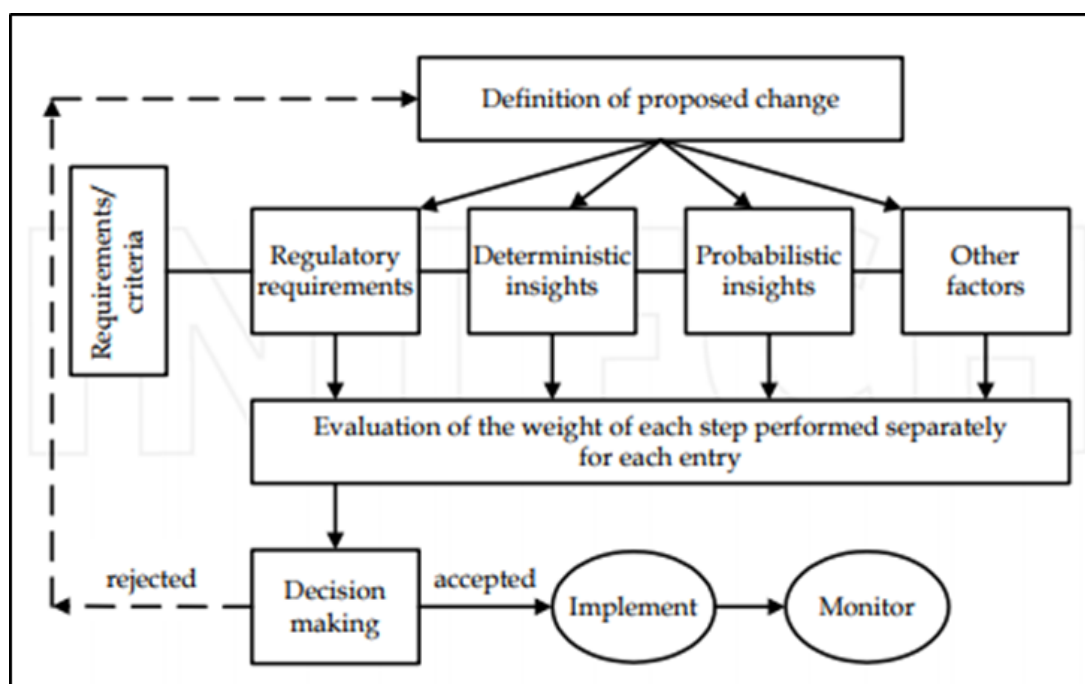 Definition of proposed change
Requirements/
criteria
Regulatory
requirements
Deterministic
insights
Probabilistic
insights
Other
factors
Evaluation of the weight of each step performed separately
for each entry
rejected
Decision
making
accepted
Implement
Monitor